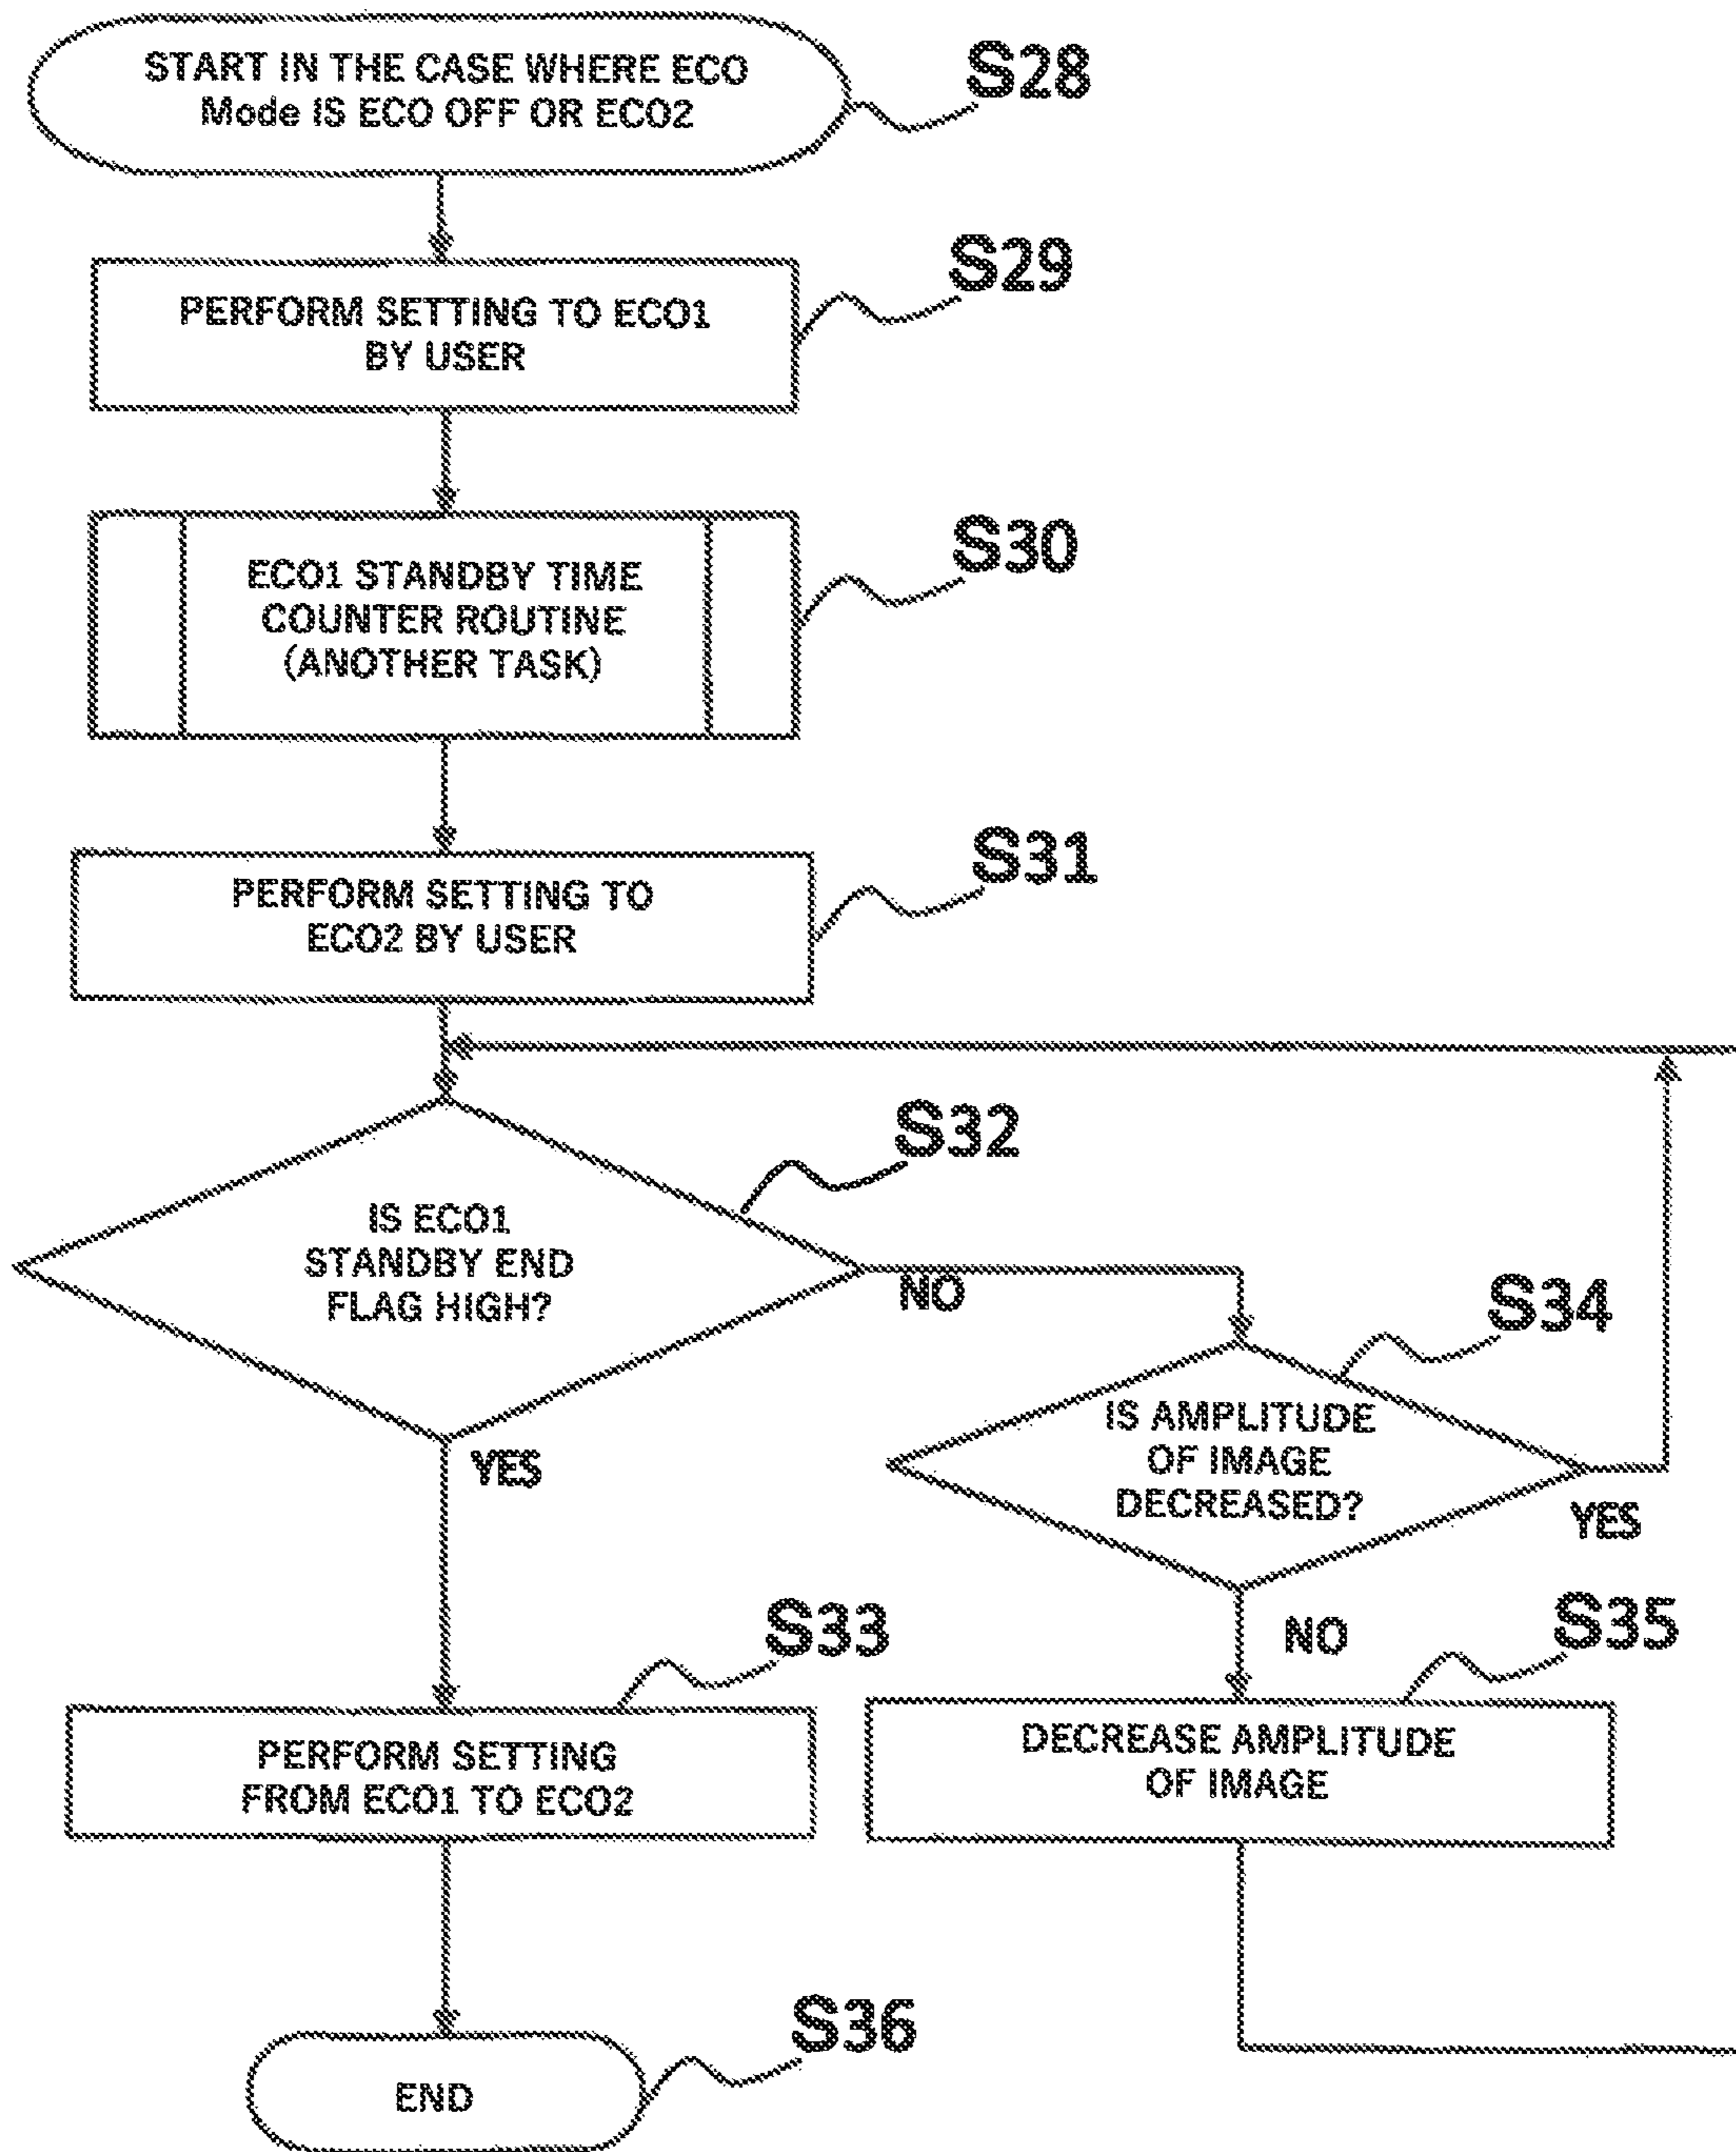 START IN THE CASE WHERE ECO
Mode IS ECO OFF OR ECO2
S28
PERFORM SETTING TO ECO1
BY USER
S29
ECO1 STANDBY TIME
COUNTER ROUTINE
(ANOTHER TASK)
S30
PERFORM SETTING TO
ECO2 BY USER
S31
IS ECO1
STANDBY END
FLAG HIGH?
S32
NO
YES
IS AMPLITUDE
OF IMAGE
DECREASED?
S34
YES
NO
PERFORM SETTING
FROM ECO1 TO ECO2
S33
DECREASE AMPLITUDE
OF IMAGE
S35
END
S36